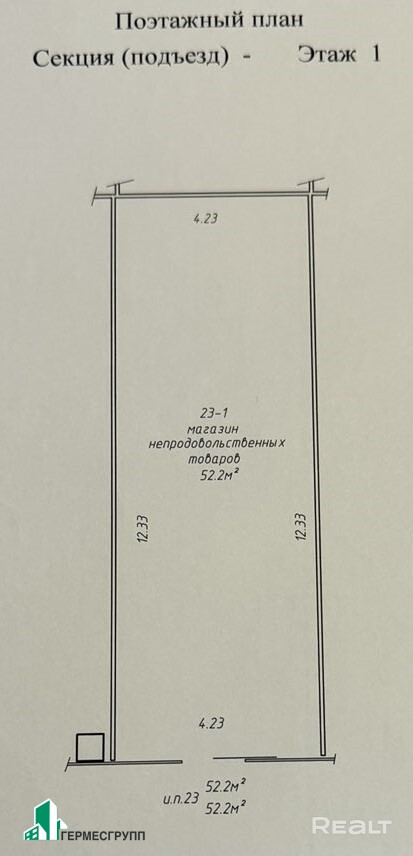 Поэтажный план
Секция (подъезд) - Этаж 1
4.23
23-1
магазин
непродовольственных
товаров
52.2м²
12.33
12.33
4.23
и.п.23 52.2м²
52.2м²
ГЕРМЕСГРУПП
REALT